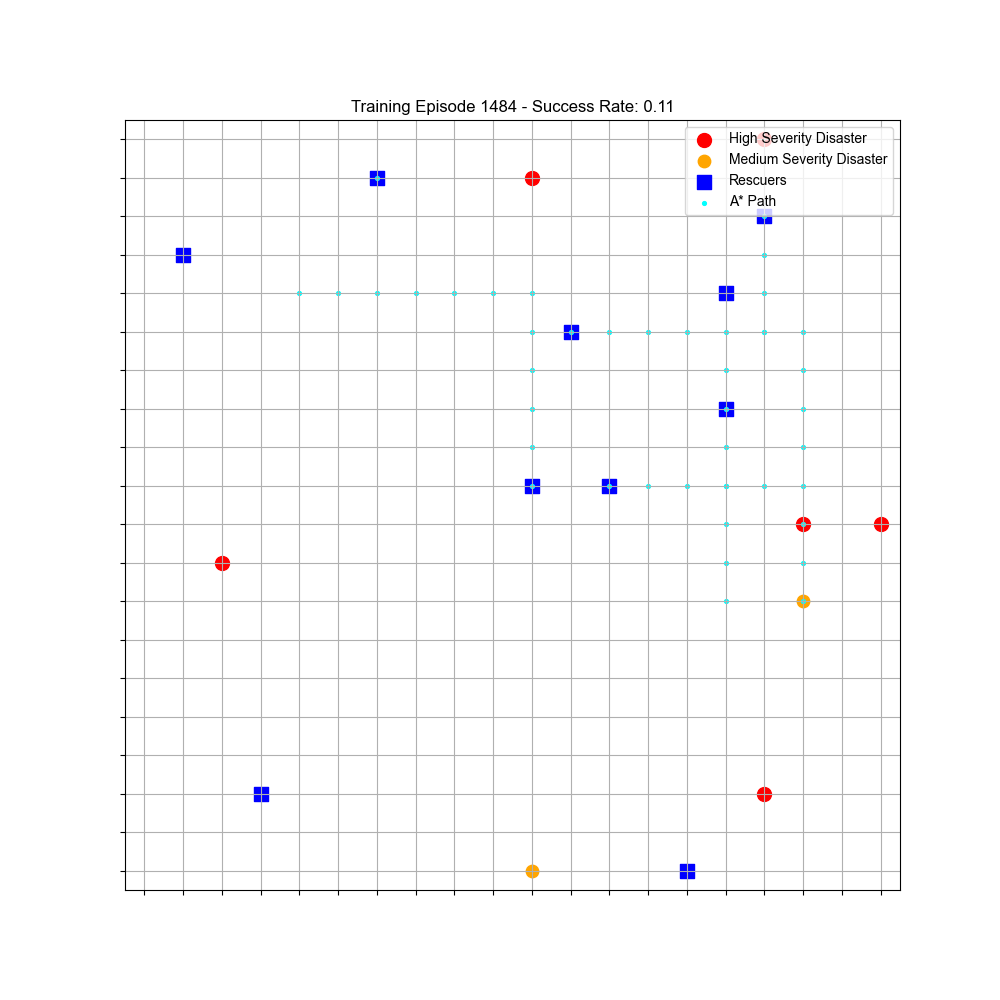 Training Episode 1484 - Success Rate: 0.11
High Severity Disaster
Medium Severity Disaster
Rescuers
A* Path